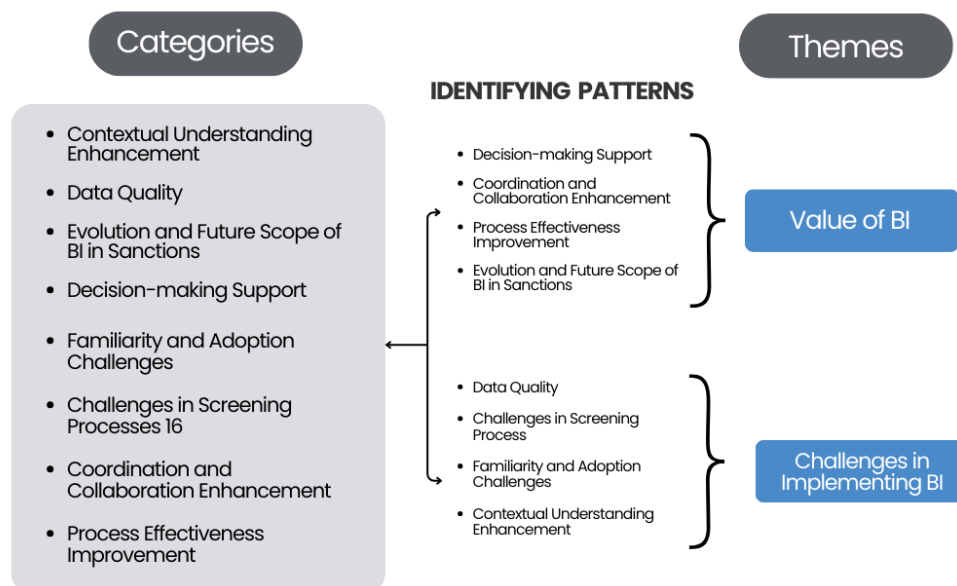 Categories
• Contextual Understanding
Enhancement
• Data Quality
• Evolution and Future Scope of
BI in Sanctions
• Decision-making Support
• Familiarity and Adoption
Challenges
• Challenges in Screening
Processes 16
• Coordination and
Collaboration Enhancement
• Process Effectiveness
Improvement
IDENTIFYING PATTERNS
• Decision-making Support
• Coordination and
Collaboration Enhancement
• Process Effectiveness
Improvement
• Evolution and Future Scope of
BI in Sanctions
• Data Quality
• Challenges in Screening
Process
• Familiarity and Adoption
Challenges
• Contextual Understanding
Enhancement
Themes
Value of BI
Challenges in
Implementing BI